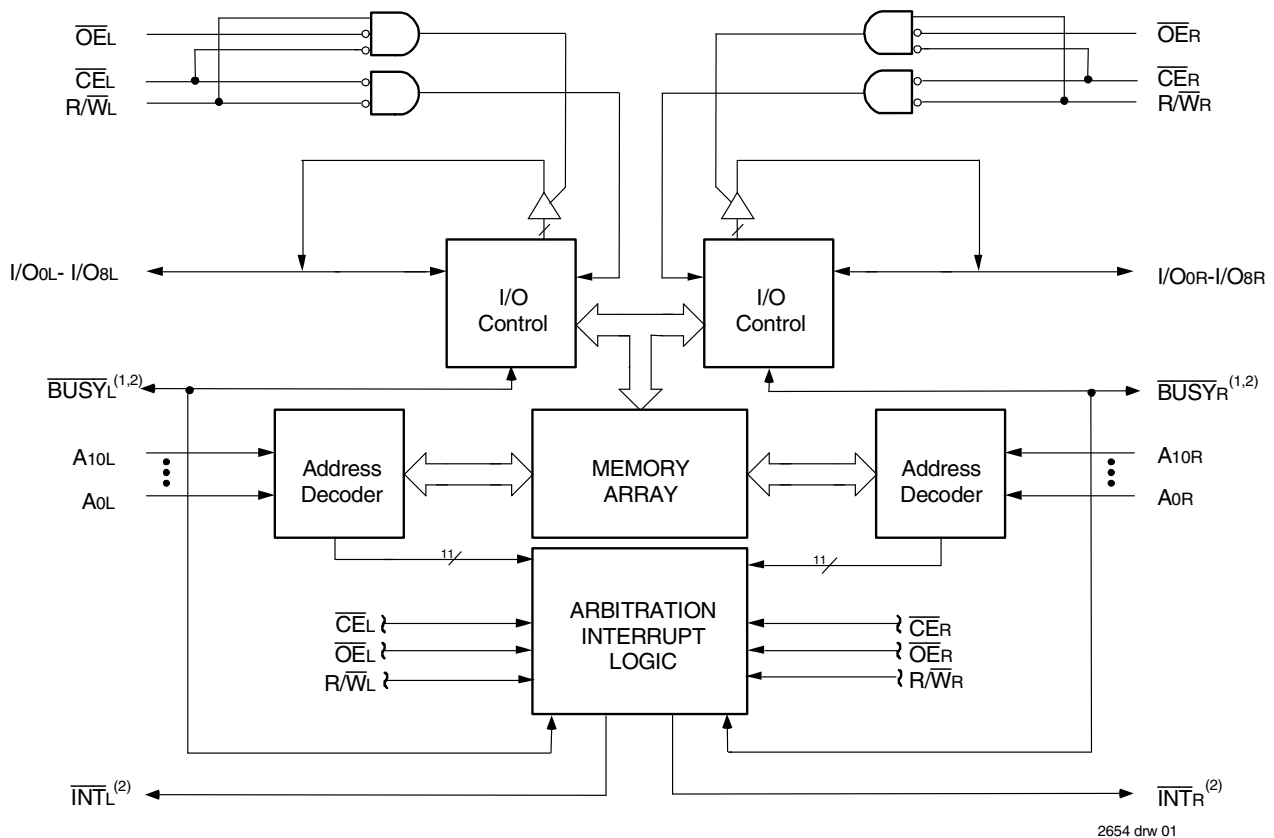 OEL
CEL
R/WL
OER
CER
R/WR
I/O0L- I/O8L
I/O
Control
I/O
Control
I/O0R-I/O8R
BUSYL(1,2)
BUSYR(1,2)
A10L
A0L
Address
Decoder
MEMORY
ARRAY
Address
Decoder
A10R
A0R
11
11
ARBITRATION
INTERRUPT
LOGIC
CEL
OEL
R/WL
CER
OER
R/WR
INTL(2)
INTR(2)
2654 drw 01